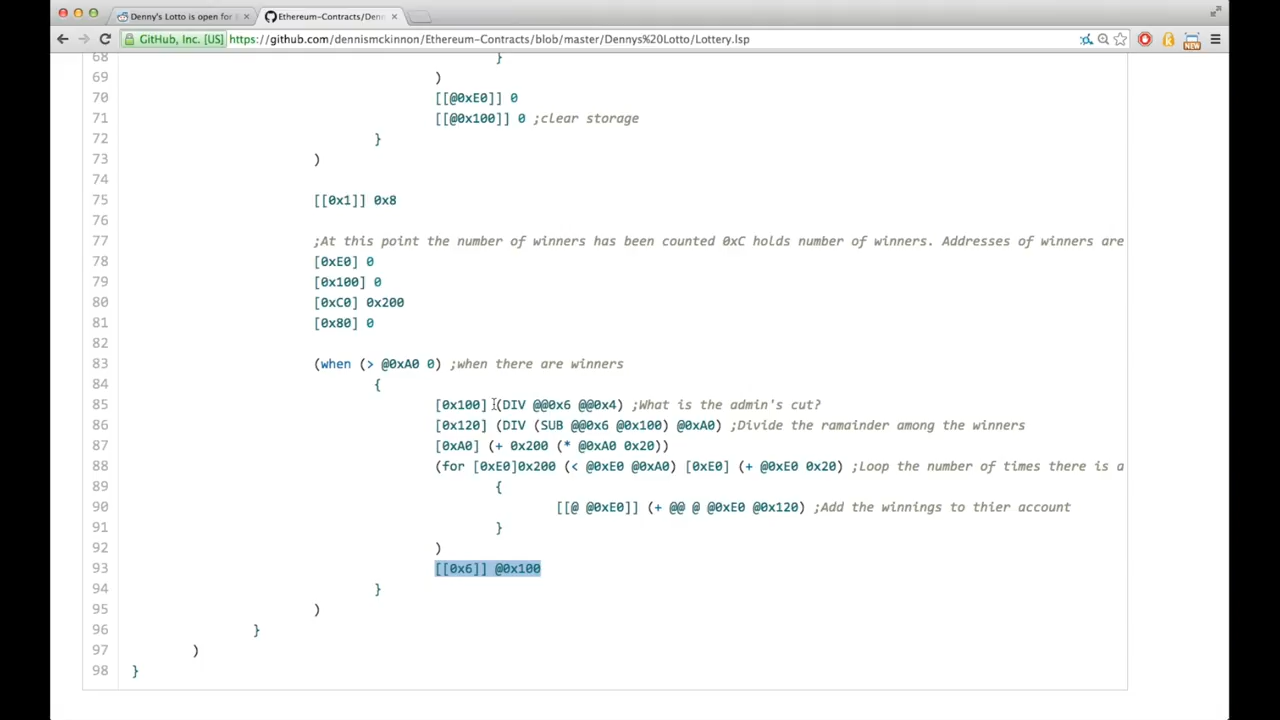 Denny's Lotto is open for
Ethereum-Contracts/Denn
GitHub, Inc. [US] https://github.com/dennismckinnon/Ethereum-Contracts/blob/master/Dennys%20Lotto/Lottery.lsp
NEW
68 }
69 )
70 [[@0xE0]] 0
71 [[@0x100]] 0 ;clear storage
72 }
73 )
74
75 [[0x1]] 0x8
76
77 ;At this point the number of winners has been counted 0xC holds number of winners. Addresses of winners are
78 [0xE0] 0
79 [0x100] 0
80 [0xC0] 0x200
81 [0x80] 0
82
83 (when (> @0xA0 0) ;when there are winners
84 {
85 [0x100] (DIV @@0x6 @@0x4) ;What is the admin's cut?
86 [0x120] (DIV (SUB @@0x6 @0x100) @0xA0) ;Divide the ramainder among the winners
87 [0xA0] (+ 0x200 (* @0xA0 0x20))
88 (for [0xE0]0x200 (< @0xE0 @0xA0) [0xE0] (+ @0xE0 0x20) ;Loop the number of times there is a
89 {
90 [[@ @0xE0]] (+ @@ @ @0xE0 @0x120) ;Add the winnings to thier account
91 }
92 )
93 [[0x6]] @0x100
94 }
95 )
96 }
97 )
98 }